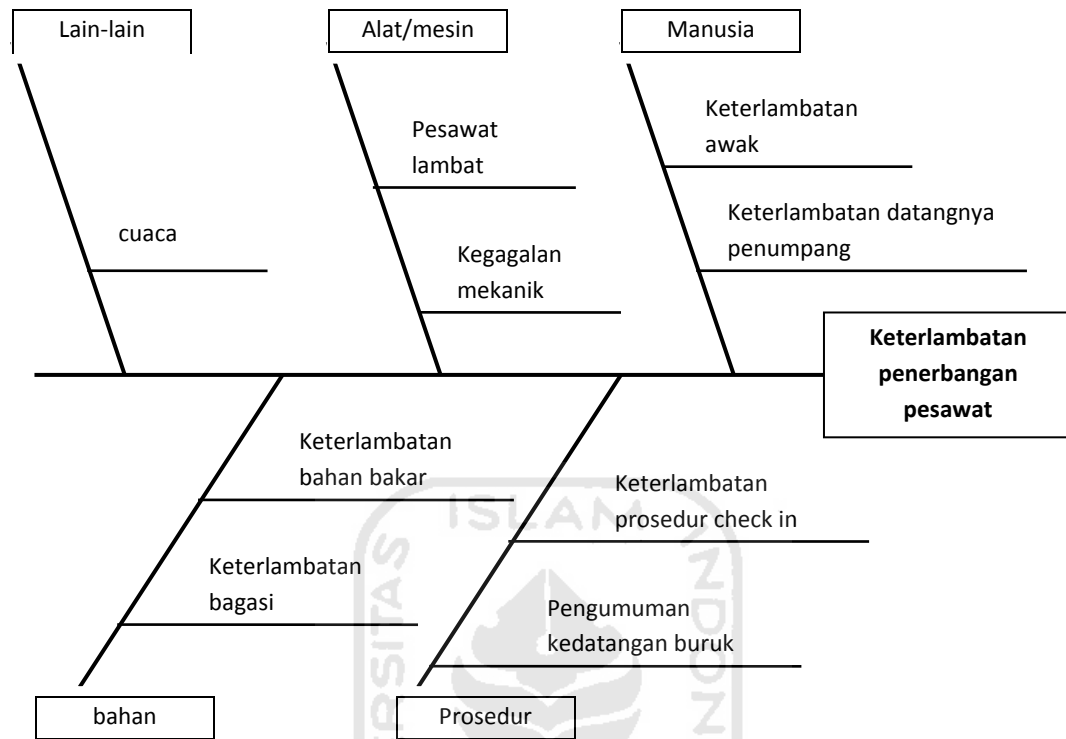 Lain-lain
Alat/mesin
Manusia
Pesawat
lambat
Keterlambatan
awak
cuaca
Kegagalan
mekanik
Keterlambatan datangnya
penumpang
Keterlambatan
penerbangan
pesawat
Keterlambatan
bahan bakar
Keterlambatan
prosedur check in
Keterlambatan
bagasi
Pengumuman
kedatangan buruk
bahan
Prosedur
ISLAM